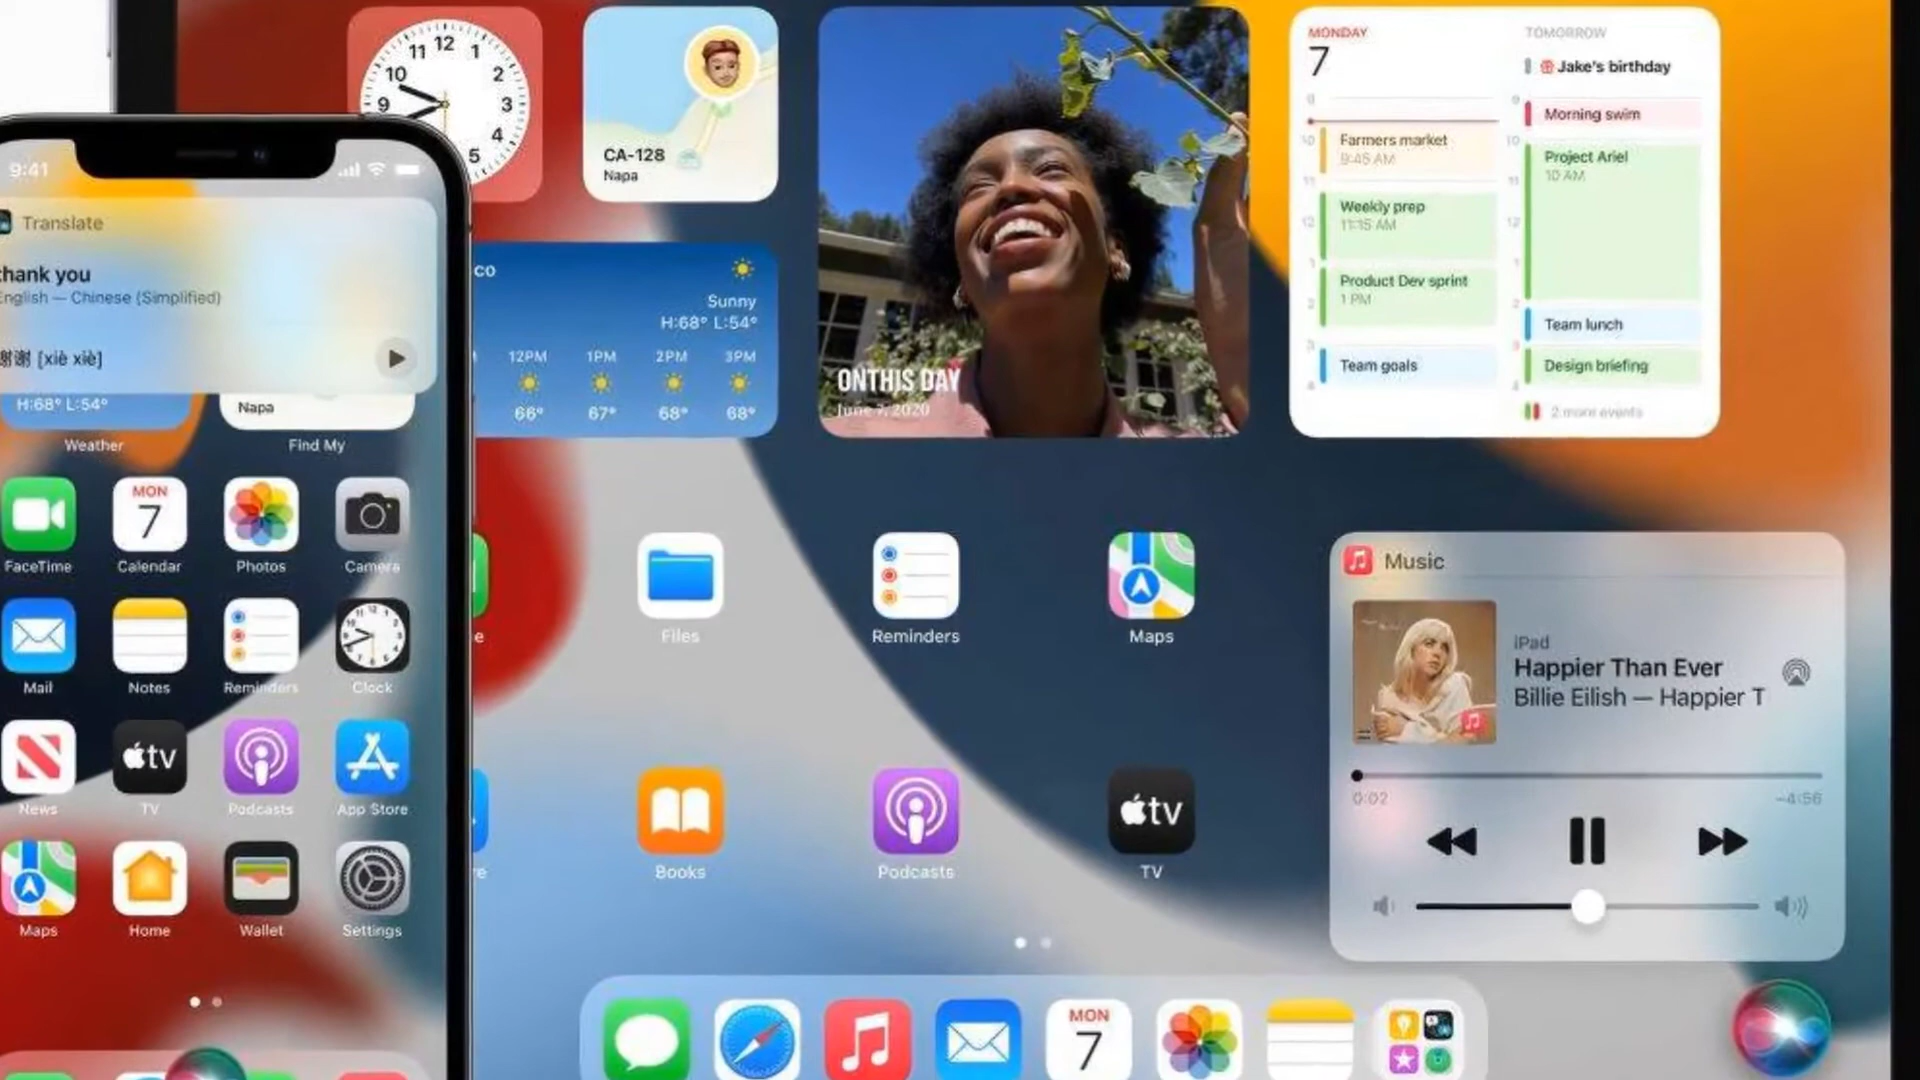 9:41
Translate
thank you
English — Chinese (Simplified)
谢谢 [xiè xiè]
H:68° L:54°
Napa
Weather
Find My
FaceTime
MON
7
Calendar
Photos
Camera
Mail
Notes
Reminders
Clock
News
tv
TV
Podcasts
App Store
Maps
Home
Wallet
Settings
11 12 1
10 2
9 3
4
5
CA-128
Napa
co
Sunny
H:68° L:54°
12PM 1PM 2PM 3PM
66° 67° 68° 68°
ON THIS DAY
June 7, 2020
MONDAY
7
Farmers market
9:45 AM
Weekly prep
11:15 AM
Product Dev sprint
1 PM
Team goals
TOMORROW
Jake's birthday
Morning swim
Project Ariel
10 AM
Team lunch
Design briefing
2 more events
Files
Reminders
Maps
Books
Podcasts
tv
TV
Music
iPad
Happier Than Ever
Billie Eilish — Happier T
0:02
-4:56
MON
7